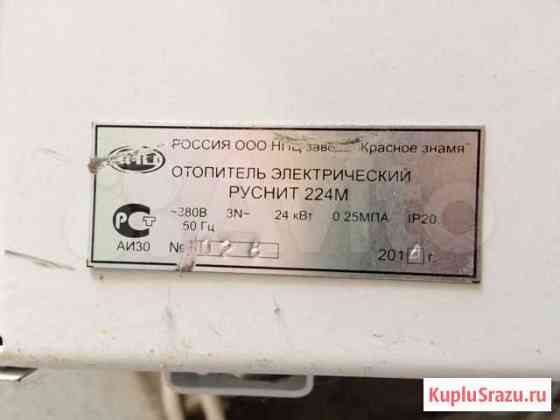 РОССИЯ ООО НПЦ завод "Красное знамя"
ОТОПИТЕЛЬ ЭЛЕКТРИЧЕСКИЙ
РУСНИТ 224М
~380В 3N~ 24 кВт 0.25МПА IP20
50 Гц
АИ30 №
201 г.
KupluSrazu.ru